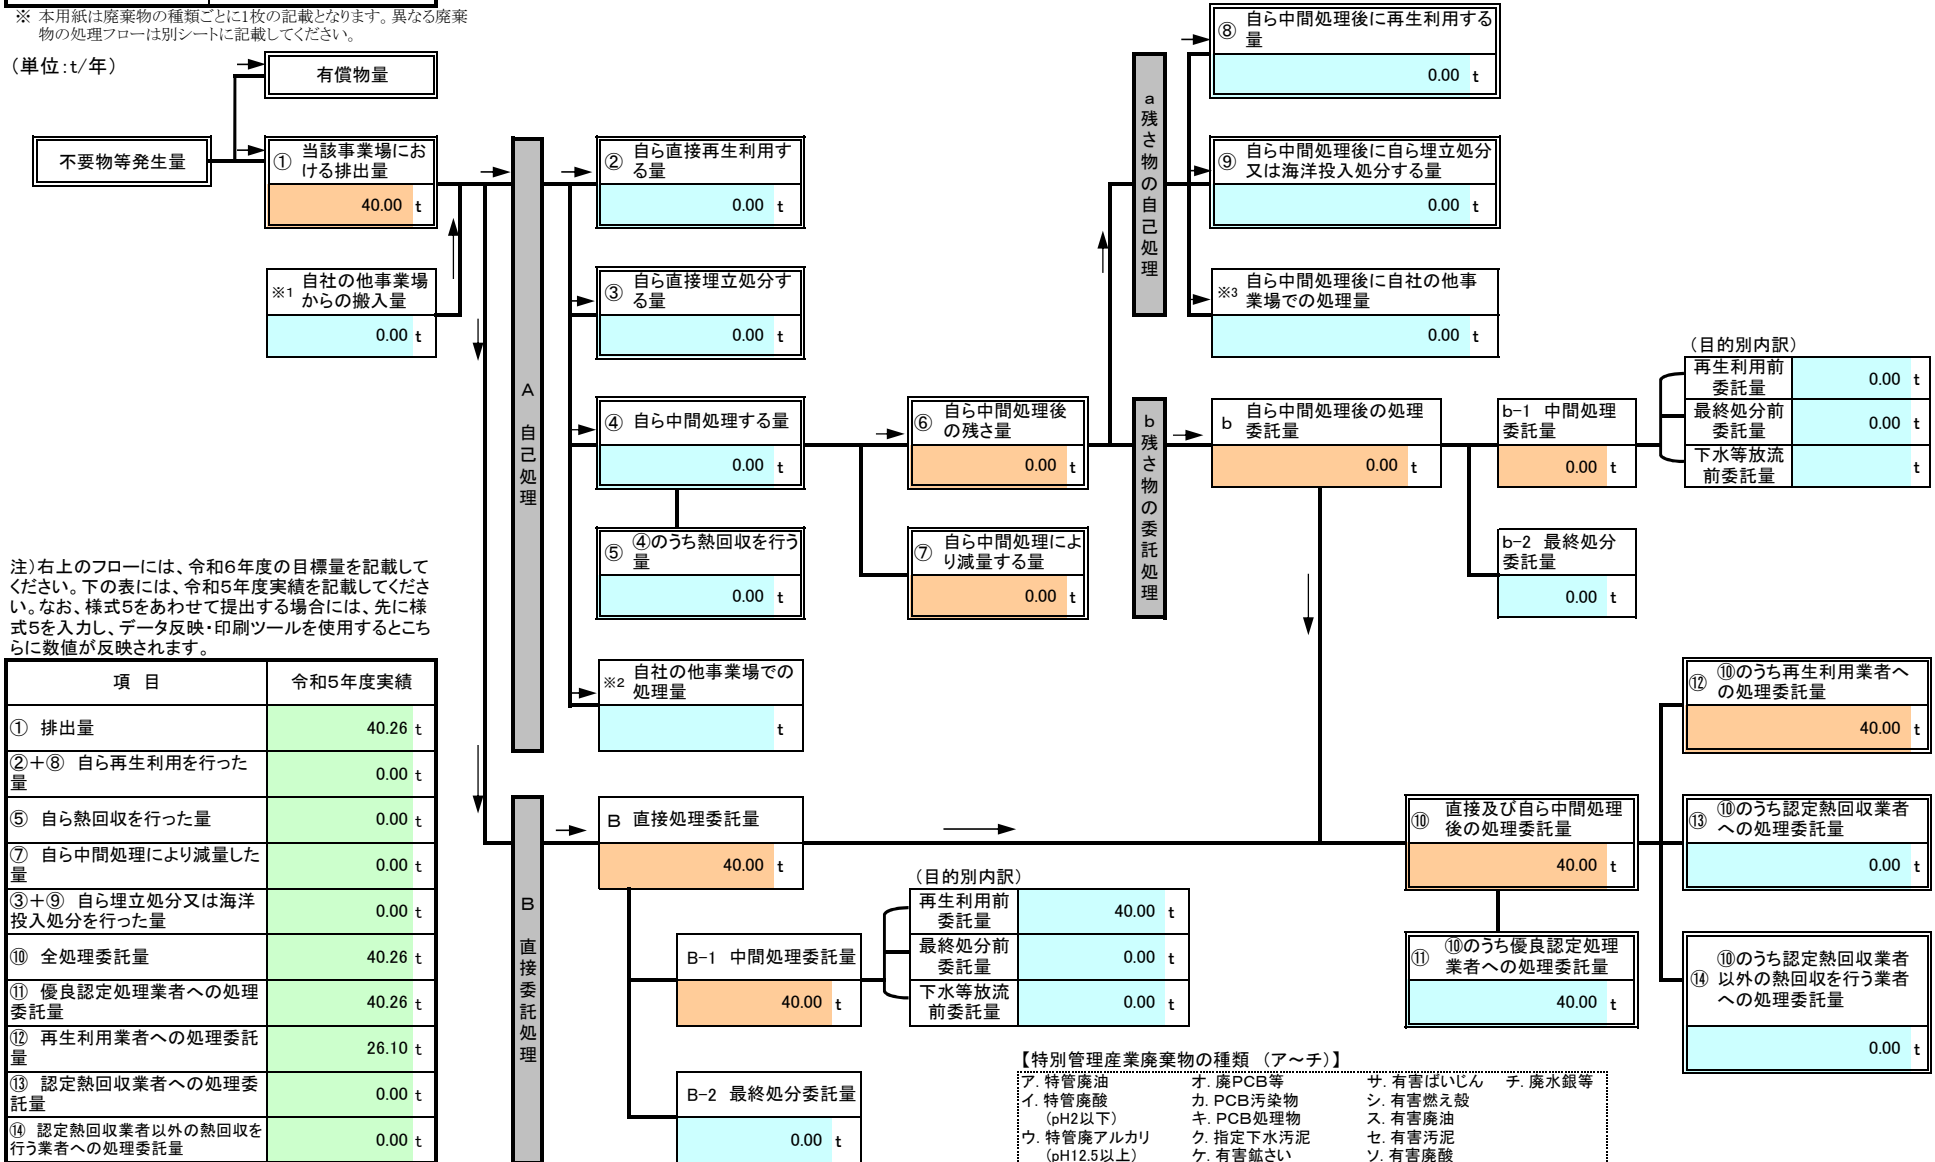 ※ 本用紙は廃棄物の種類ごとに1枚の記載となります。異なる廃棄
物の処理フローは別シートに記載してください。
（単位：t/年）
有償物量
不要物等発生量
① 当該事業場にお
ける排出量
40.00 t
※1 自社の他事業場
からの搬入量
0.00 t
A 自己処理
② 自ら直接再生利用す
る量
0.00 t
③ 自ら直接埋立処分す
る量
0.00 t
④ 自ら中間処理する量
0.00 t
⑤ ④のうち熱回収を行う
量
0.00 t
※2 自社の他事業場での
処理量
t
⑥ 自ら中間処理後
の残さ量
0.00 t
⑦ 自ら中間処理によ
り減量する量
0.00 t
a 残さ物の自己処理
⑧ 自ら中間処理後に再生利用する
量
0.00 t
⑨ 自ら中間処理後に自ら埋立処分
又は海洋投入処分する量
0.00 t
※3 自ら中間処理後に自社の他事
業場での処理量
0.00 t
b 残さ物の委託処理
b 自ら中間処理後の処理
委託量
0.00 t
b-1 中間処理
委託量
0.00 t
b-2 最終処分
委託量
0.00 t
（目的別内訳）
再生利用前
委託量
0.00 t
最終処分前
委託量
0.00 t
下水等放流
前委託量
t
注）右上のフローには、令和6年度の目標量を記載して
ください。下の表には、令和5年度実績を記載してくださ
い。なお、様式5をあわせて提出する場合には、先に様
式5を入力し、データ反映・印刷ツールを使用するとこち
らに数値が反映されます。
項 目 令和5年度実績
① 排出量 40.26 t
②＋⑧ 自ら再生利用を行った
量 0.00 t
⑤ 自ら熱回収を行った量 0.00 t
⑦ 自ら中間処理により減量した
量 0.00 t
③＋⑨ 自ら埋立処分又は海洋
投入処分を行った量 0.00 t
⑩ 全処理委託量 40.26 t
⑪ 優良認定処理業者への処理
委託量 40.26 t
⑫ 再生利用業者への処理委託
量 26.10 t
⑬ 認定熱回収業者への処理委
託量 0.00 t
⑭ 認定熱回収業者以外の熱回収を
行う業者への処理委託量 0.00 t
B 直接委託処理
B 直接処理委託量
40.00 t
B-1 中間処理委託量
40.00 t
B-2 最終処分委託量
0.00 t
（目的別内訳）
再生利用前
委託量
40.00 t
最終処分前
委託量
0.00 t
下水等放流
前委託量
0.00 t
⑩ 直接及び自ら中間処理
後の処理委託量
40.00 t
⑪ ⑩のうち優良認定処理
業者への処理委託量
40.00 t
⑫ ⑩のうち再生利用業者へ
の処理委託量
40.00 t
⑬ ⑩のうち認定熱回収業者
への処理委託量
0.00 t
⑭ ⑩のうち認定熱回収業者
以外の熱回収を行う業者
への処理委託量
0.00 t
【特別管理産業廃棄物の種類 （ア～チ）】
ア. 特管廃油 オ. 廃PCB等 サ. 有害ばいじん チ. 廃水銀等
イ. 特管廃酸 カ. PCB汚染物 シ. 有害燃え殻
（pH2以下） キ. PCB処理物 ス. 有害廃油
ウ. 特管廃アルカリ ク. 指定下水汚泥 セ. 有害汚泥
（pH12.5以上） ケ. 有害鉱さい ソ. 有害廃酸